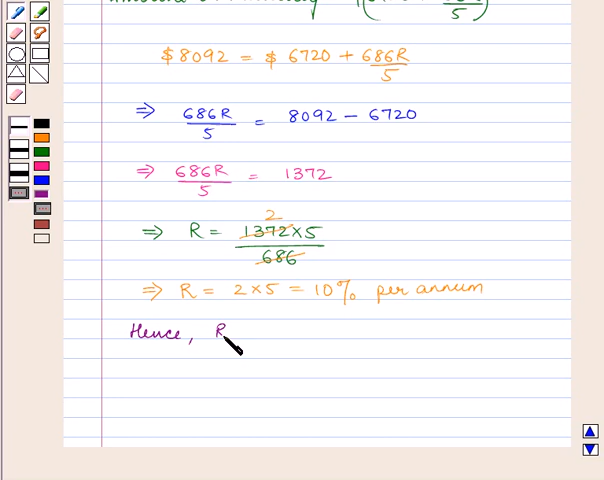 $8092 = $ 6720 + 686R/5
⇒ 686R/5 = 8092 - 6720
⇒ 686R/5 = 1372
⇒ R = 1372×5/686 2
⇒ R = 2×5 = 10% per annum
Hence, R